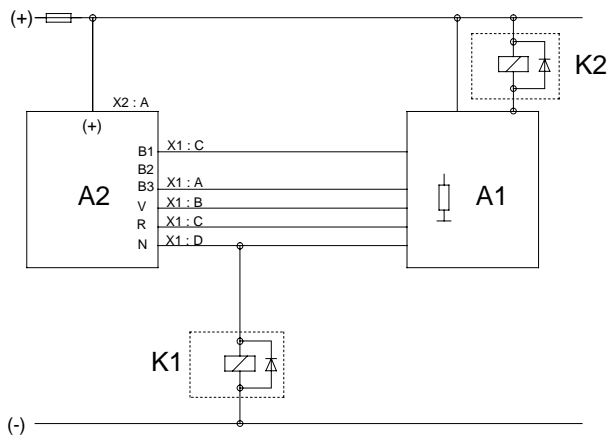 (+)
K2
X2 : A
(+)
B1 X1 : C
B2
B3 X1 : A
A2
A1
V X1 : B
R X1 : C
N X1 : D
K1
(-)